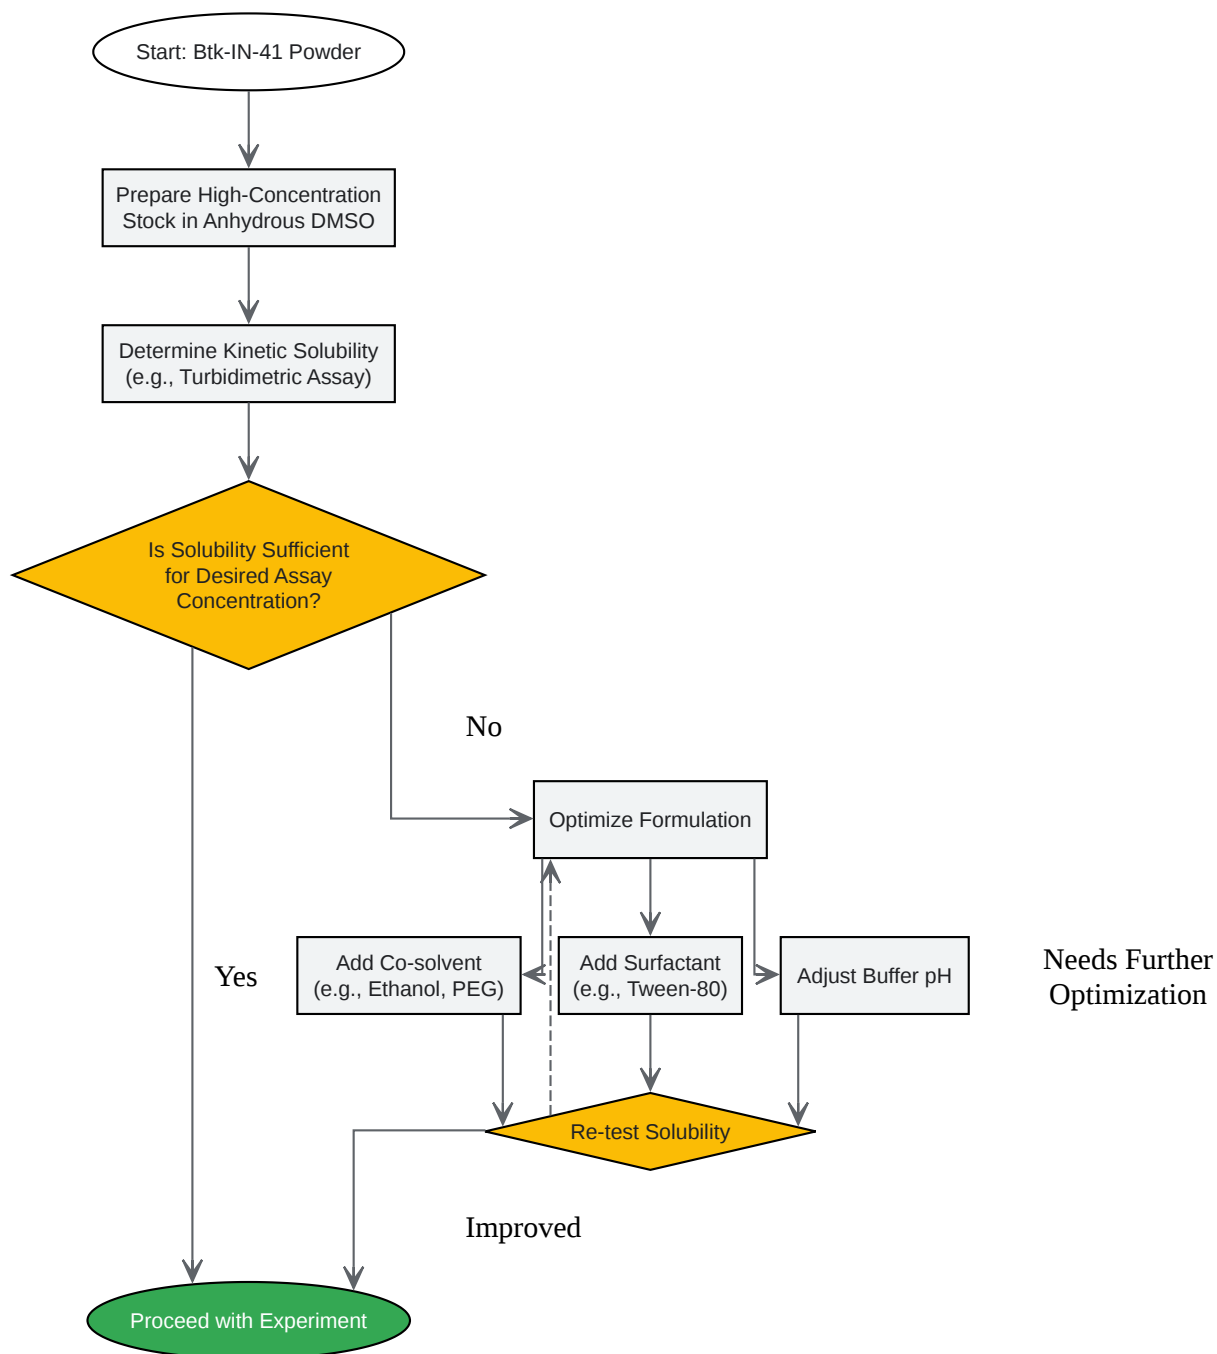 Start: Btk-IN-41 Powder
Prepare High-Concentration
Stock in Anhydrous DMSO
Determine Kinetic Solubility
(e.g., Turbidimetric Assay)
Is Solubility Sufficient
for Desired Assay
Concentration?
No
Optimize Formulation
Yes
Add Co-solvent
(e.g., Ethanol, PEG)
Add Surfactant
(e.g., Tween-80)
Adjust Buffer pH
Needs Further
Optimization
Re-test Solubility
Improved
Proceed with Experiment